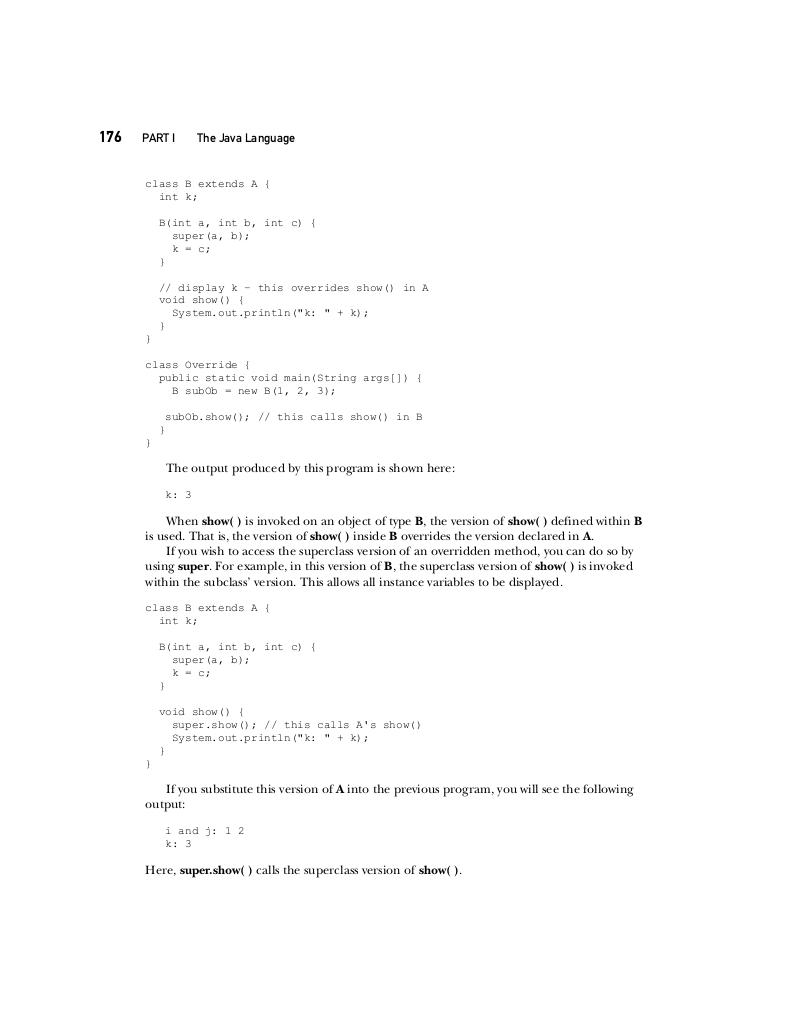 176 PART I The Java Language
class B extends A {
  int k;

  B(int a, int b, int c) {
    super(a, b);
    k = c;
  }

  // display k – this overrides show() in A
  void show() {
    System.out.println("k: " + k);
  }
}

class Override {
  public static void main(String args[]) {
    B subOb = new B(1, 2, 3);

   subOb.show(); // this calls show() in B
  }
}

The output produced by this program is shown here:

   k: 3

When show( ) is invoked on an object of type B, the version of show( ) defined within B
is used. That is, the version of show( ) inside B overrides the version declared in A.
If you wish to access the superclass version of an overridden method, you can do so by
using super. For example, in this version of B, the superclass version of show( ) is invoked
within the subclass' version. This allows all instance variables to be displayed.

class B extends A {
  int k;

  B(int a, int b, int c) {
    super(a, b);
    k = c;
  }

  void show() {
    super.show(); // this calls A's show()
    System.out.println("k: " + k);
  }
}

If you substitute this version of A into the previous program, you will see the following
output:

   i and j: 1 2
   k: 3

Here, super.show( ) calls the superclass version of show( ).